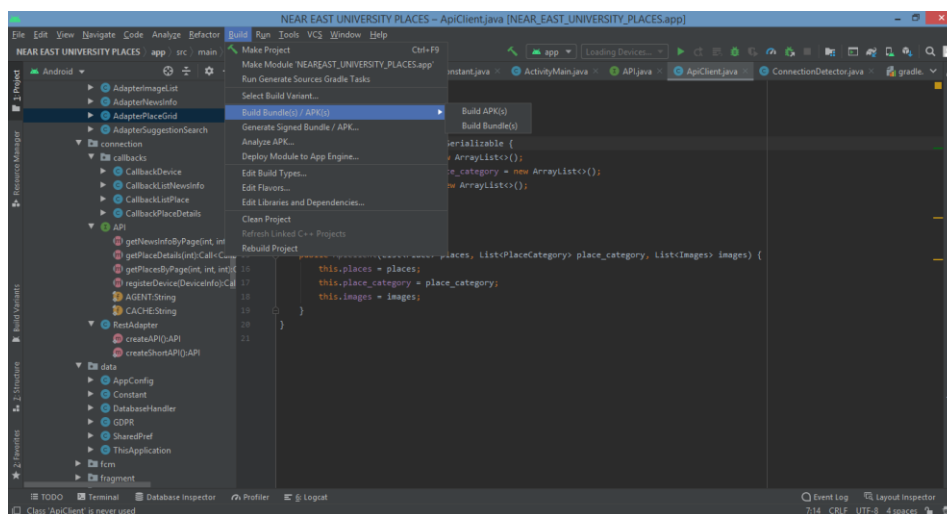 NEAR EAST UNIVERSITY PLACES – ApiClient.java [NEAR_EAST_UNIVERSITY_PLACES.app]
File Edit View Navigate Code Analyze Refactor Build Run Tools VCS Window Help
NEAR EAST UNIVERSITY PLACES app src main
app
Loading Devices...
Android
nstant.java
ActivityMain.java
API.java
ApiClient.java
ConnectionDetector.java
gradle.
Make Project Ctrl+F9
Make Module 'NEAREAST_UNIVERSITY_PLACES.app'
Run Generate Sources Gradle Tasks
Select Build Variant...
Build Bundle(s) / APK(s)
Generate Signed Bundle / APK...
Analyze APK...
Deploy Module to App Engine...
Edit Build Types...
Edit Flavors...
Edit Libraries and Dependencies...
Clean Project
Refresh Linked C++ Projects
Rebuild Project
Build APK(s)
Build Bundle(s)
1: Project
Resource Manager
Build Variants
Z: Structure
2: Favorites
AdapterImageList
AdapterNewsInfo
AdapterPlaceGrid
AdapterSuggestionSearch
connection
callbacks
CallbackDevice
CallbackListNewsInfo
CallbackListPlace
CallbackPlaceDetails
API
getNewsInfoByPage(int, int
getPlaceDetails(int):Call<Call
getPlacesByPage(int, int, int):C
registerDevice(DeviceInfo):Cal
AGENT:String
CACHE:String
RestAdapter
createAPI():API
createShortAPI():API
data
AppConfig
Constant
DatabaseHandler
GDPR
SharedPref
ThisApplication
fcm
fragment
Serializable {
ArrayList<>();
e_category = new ArrayList<>();
ew ArrayList<>();
places, List<PlaceCategory> place_category, List<Images> images) {
16 this.places = places;
17 this.place_category = place_category;
18 this.images = images;
19 }
20 }
21
TODO Terminal Database Inspector Profiler 6: Logcat Event Log Layout Inspector
Class 'ApiClient' is never used 7:14 CRLF UTF-8 4 spaces